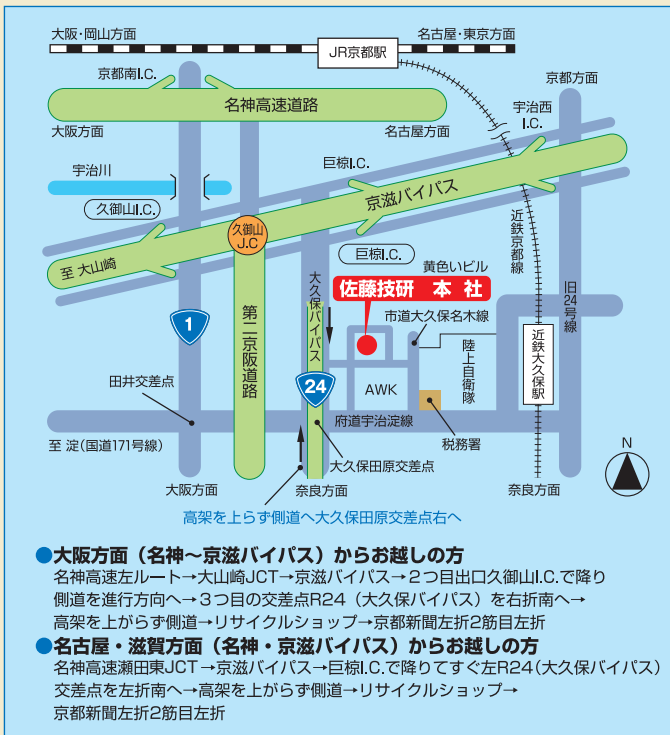 大阪・岡山方面
名古屋・東京方面
JR京都駅
京都南I.C.
京都方面
名神高速道路
宇治西
I.C.
大阪方面
名古屋方面
宇治川
巨椋I.C.
久御山I.C.
京滋バイパス
久御山
J.C
近鉄京都線
巨椋I.C.
至 大山崎
黄色いビル
大久保バイパス
佐藤技研 本 社
旧24号線
市道大久保名木線
1
第二京阪道路
陸上自衛隊
近鉄大久保駅
24
田井交差点
AWK
府道宇治淀線
至 淀(国道171号線)
税務署
大久保田原交差点
N
大阪方面
奈良方面
奈良方面
高架を上らず側道へ大久保田原交差点右へ
●大阪方面(名神〜京滋バイパス)からお越しの方
名神高速左ルート→大山崎JCT→京滋バイパス→2つ目出口久御山I.C.で降り
側道を進行方向へ→3つ目の交差点R24(大久保バイパス)を右折南へ→
高架を上がらず側道→リサイクルショップ→京都新聞左折2筋目左折
●名古屋・滋賀方面(名神・京滋バイパス)からお越しの方
名神高速瀬田東JCT→京滋バイパス→巨椋I.C.で降りてすぐ左R24(大久保バイパス)
交差点を左折南へ→高架を上がらず側道→リサイクルショップ→
京都新聞左折2筋目左折